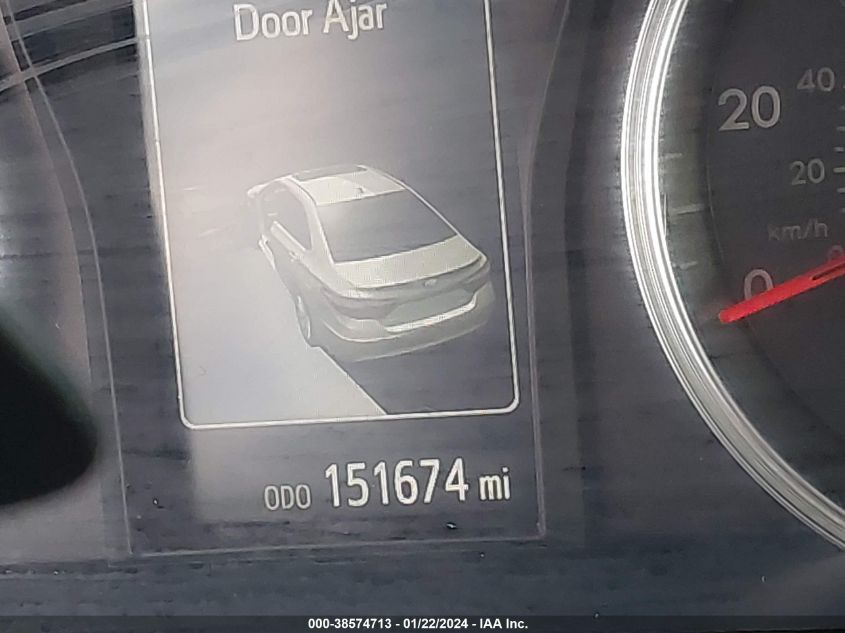 Door Ajar
40
20
20
km/h
0
ODO 151674 mi
000-38574713 - 01/22/2024 - IAA Inc.